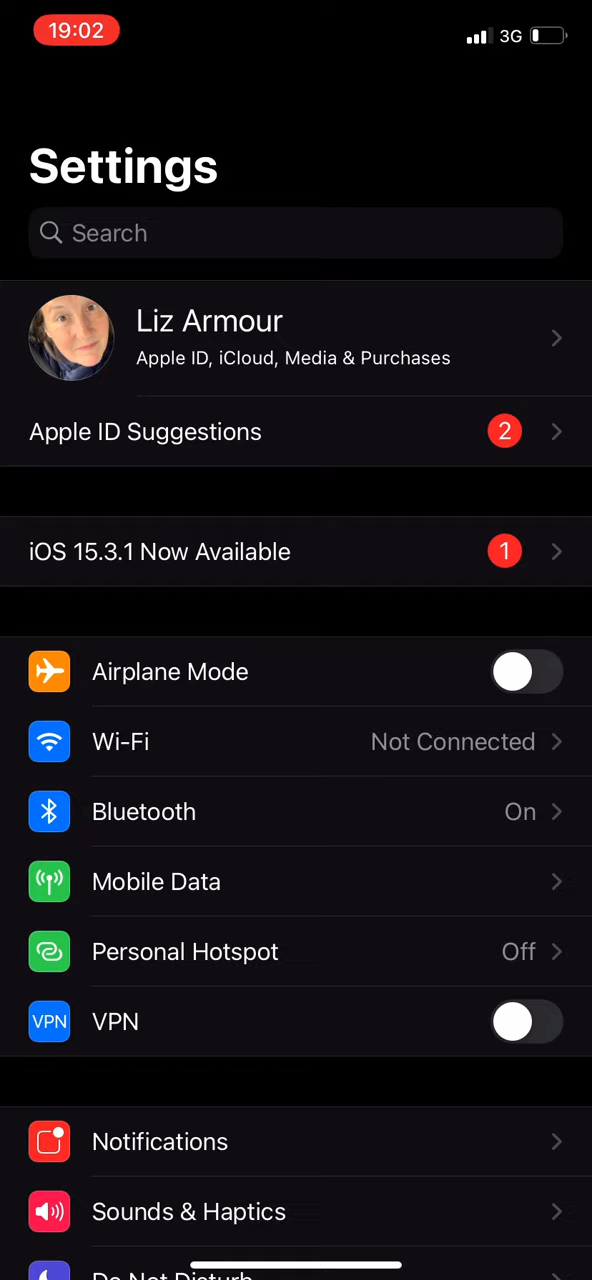 19:02
3G
Settings
Search
Liz Armour
Apple ID, iCloud, Media & Purchases
Apple ID Suggestions 2
iOS 15.3.1 Now Available 1
Airplane Mode
Wi-Fi Not Connected
Bluetooth On
Mobile Data
Personal Hotspot Off
VPN VPN
Notifications
Sounds & Haptics
Do Not Disturb